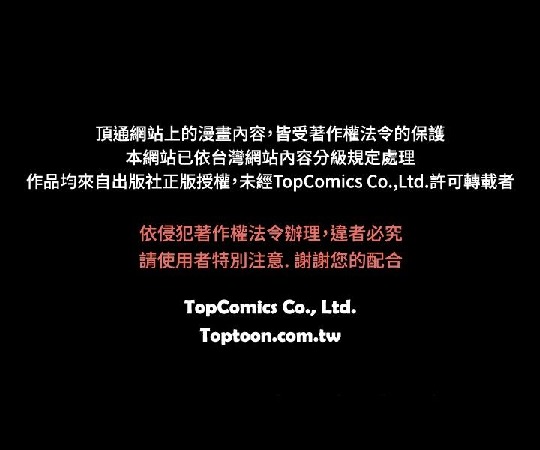 頂通網站上的漫畫內容，皆受著作權法令的保護
本網站已依台灣網站內容分級規定處理
作品均來自出版社正版授權，未經TopComics Co.,Ltd.許可轉載者
依侵犯著作權法令辦理，違者必究
請使用者特別注意. 謝謝您的配合
TopComics Co., Ltd.
Toptoon.com.tw